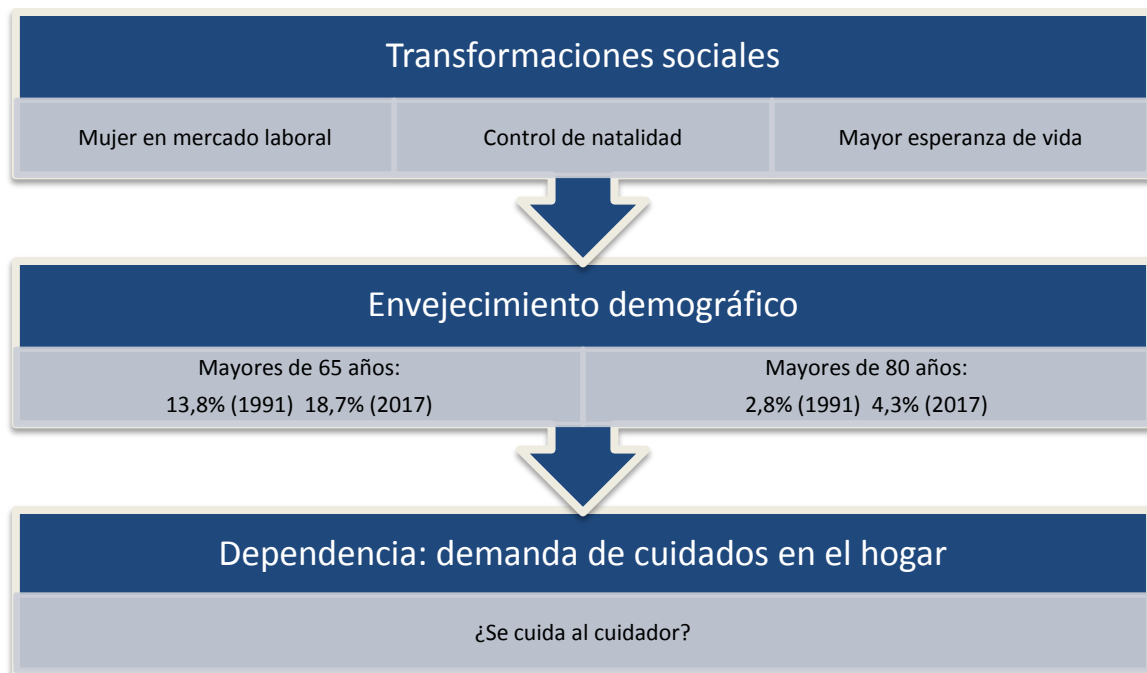 Transformaciones sociales
Mujer en mercado laboral
Control de natalidad
Mayor esperanza de vida
Envejecimiento demográfico
Mayores de 65 años:
13,8% (1991) 18,7% (2017)
Mayores de 80 años:
2,8% (1991) 4,3% (2017)
Dependencia: demanda de cuidados en el hogar
¿Se cuida al cuidador?